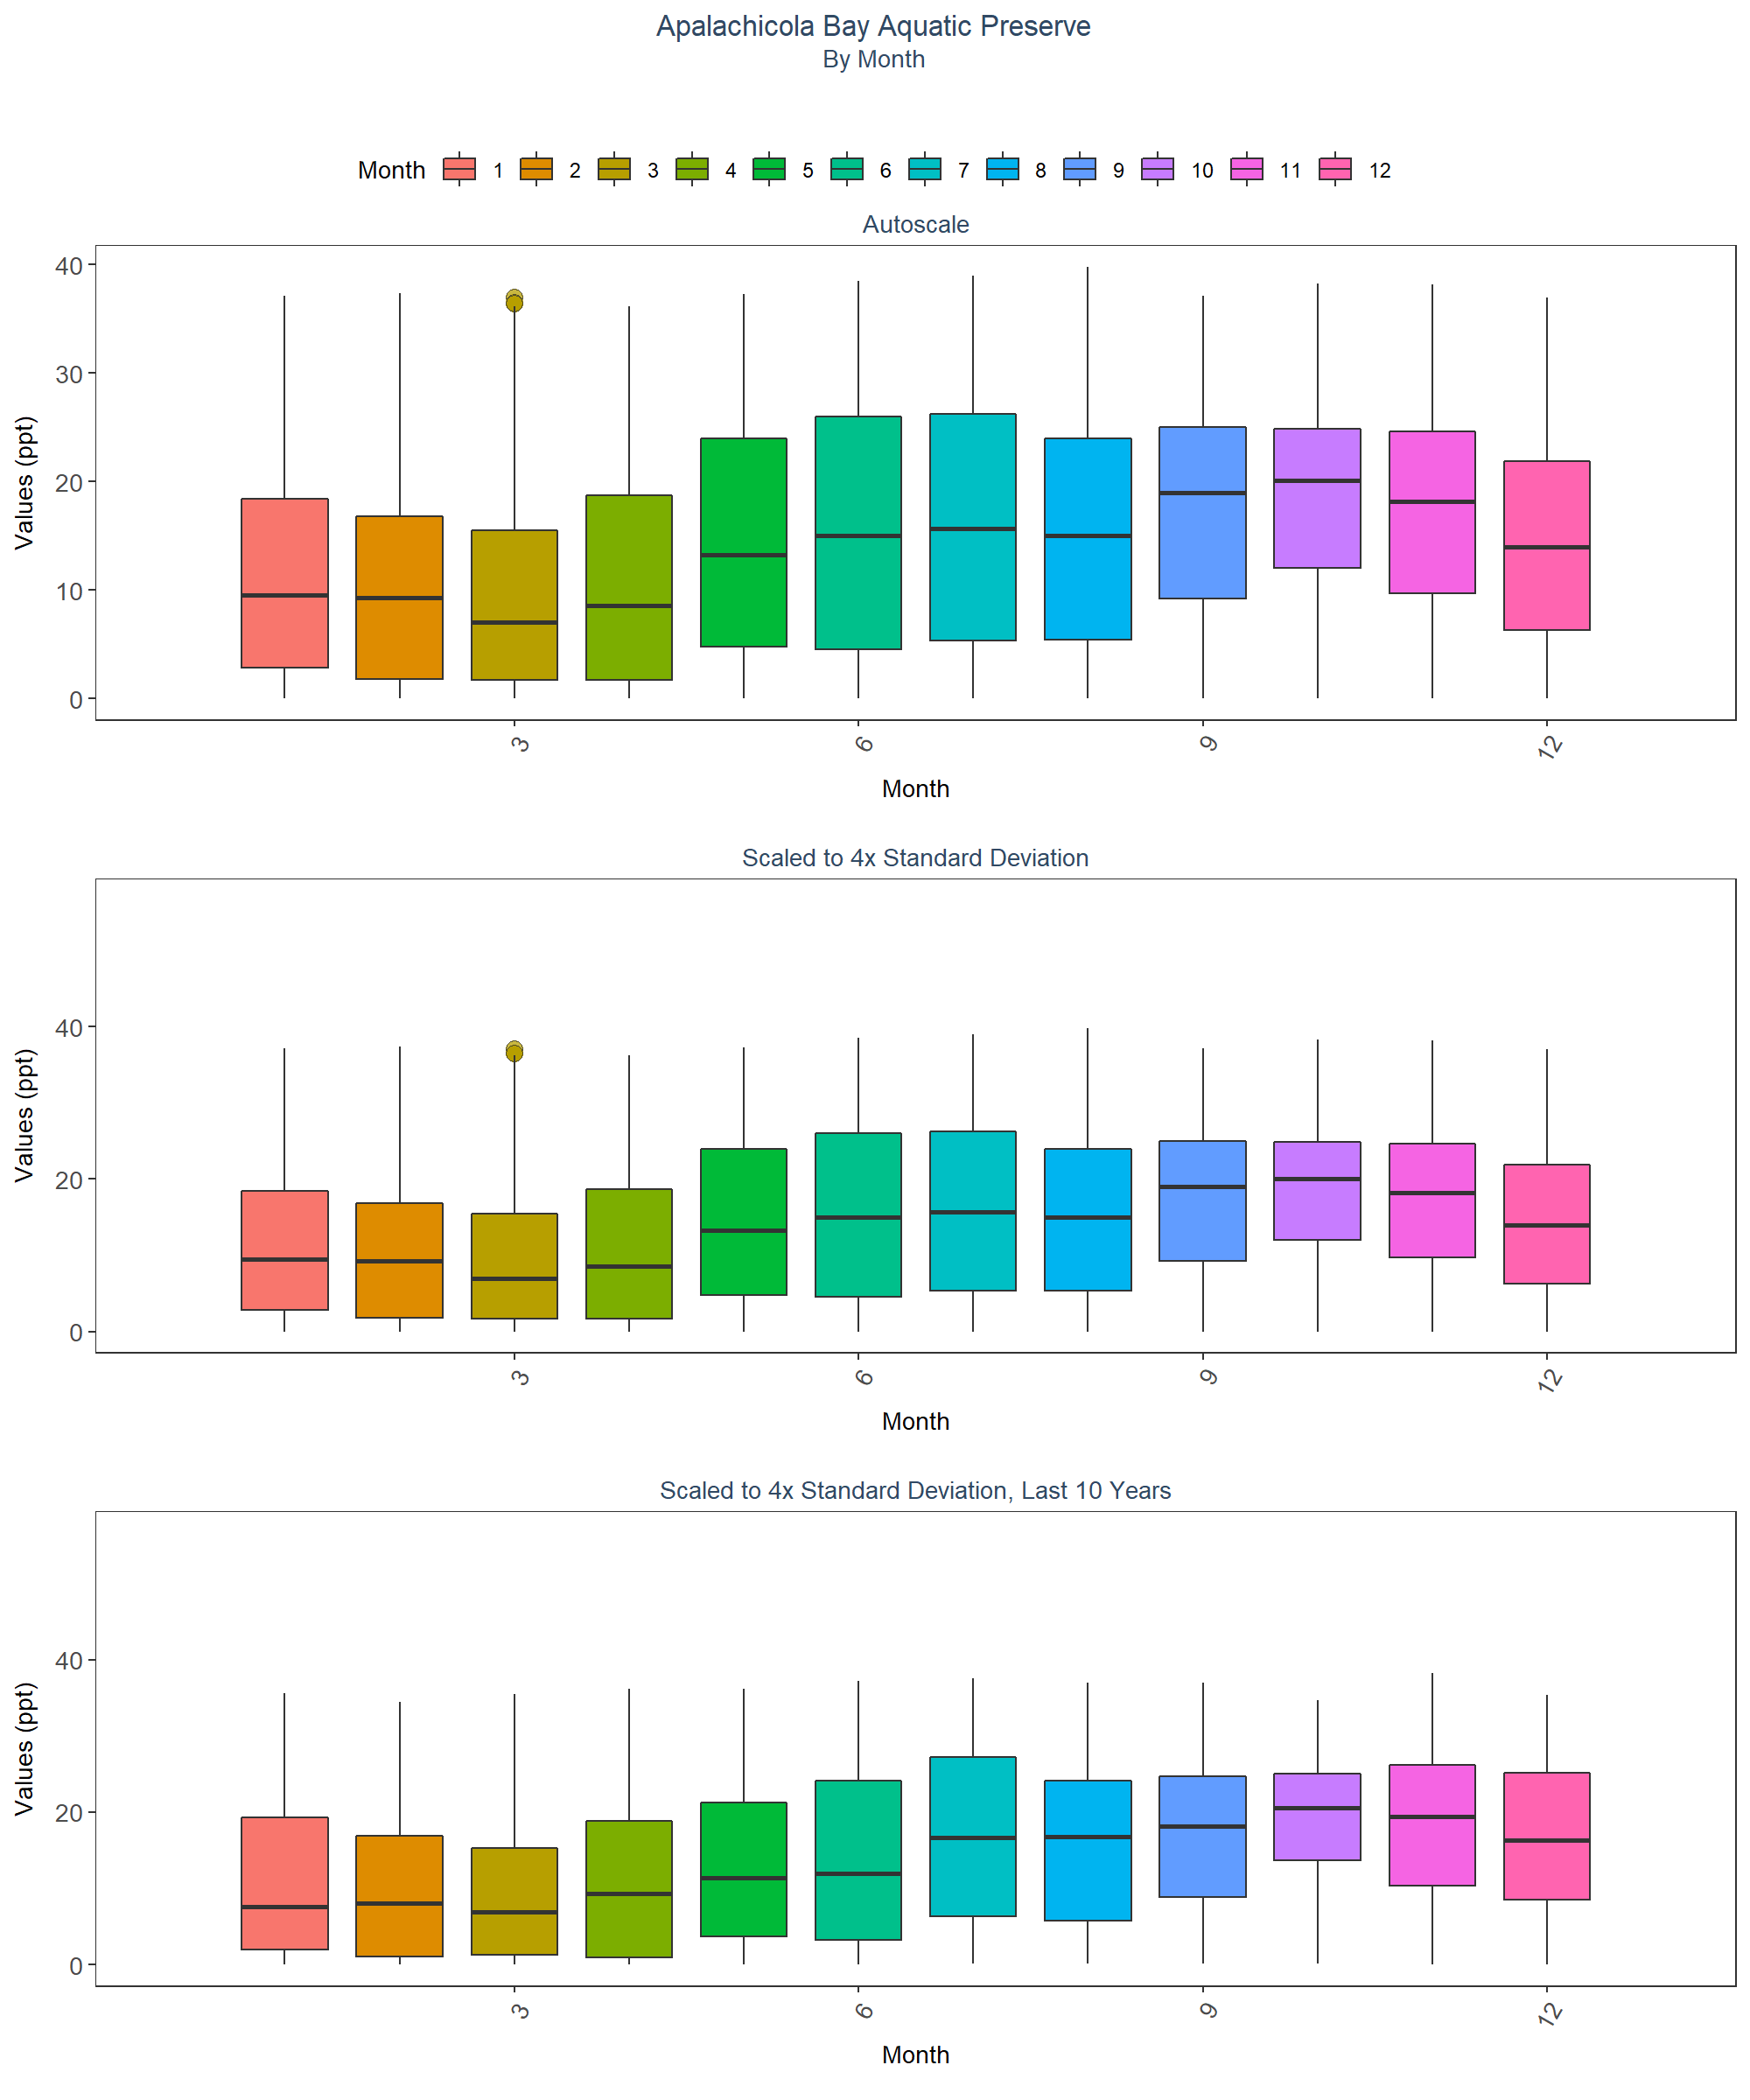 Apalachicola Bay Aquatic Preserve
By Month
Month 1 2 3 4 5 6 7 8 9 10 11 12
Autoscale
Values (ppt)
40
30
20
10
0
3 6 9 12
Month
Scaled to 4x Standard Deviation
Values (ppt)
40
20
0
3 6 9 12
Month
Scaled to 4x Standard Deviation, Last 10 Years
Values (ppt)
40
20
0
3 6 9 12
Month